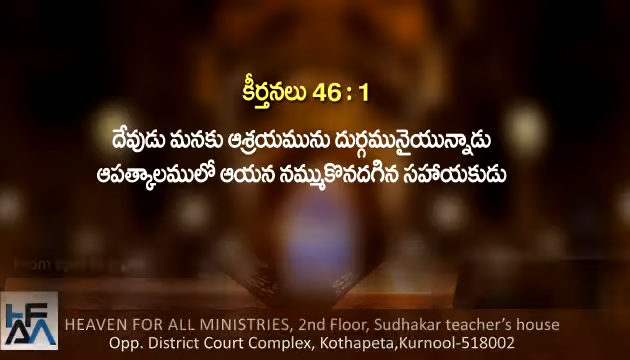 కీర్తనలు 46 : 1
దేవుడు మనకు ఆశ్రయమును దుర్గమునైయున్నాడు
ఆపత్కాలములో ఆయన నమ్ముకొనదగిన సహాయకుడు
HEAVEN FOR ALL MINISTRIES, 2nd Floor, Sudhakar teacher's house
Opp. District Court Complex, Kothapeta,Kurnool-518002